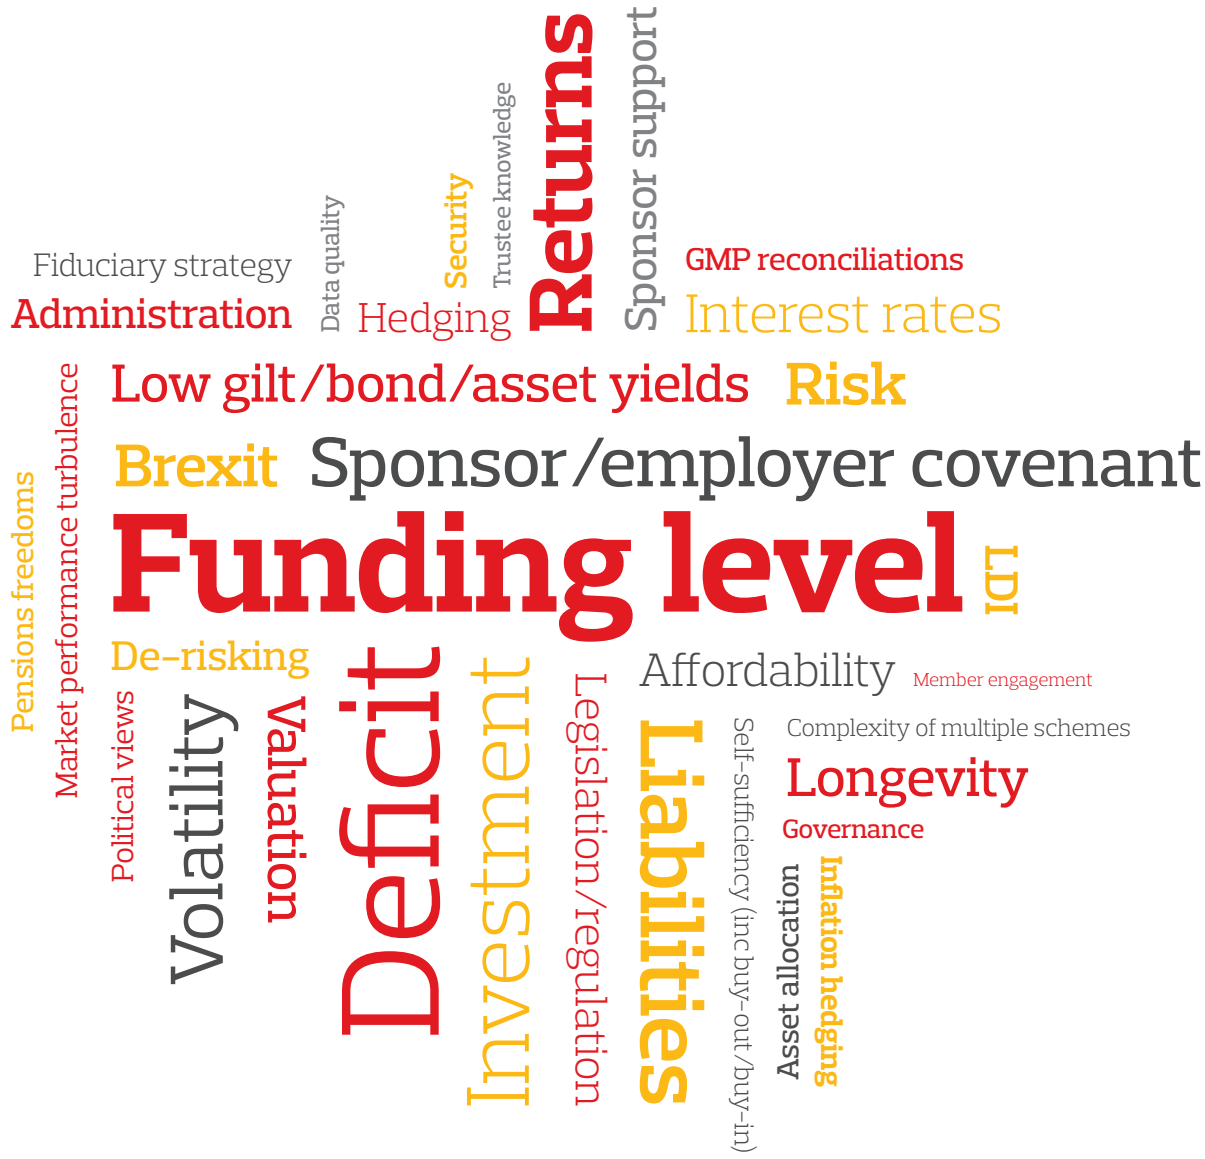 Returns
Sponsor support
Trustee knowledge
Security
Data quality
Fiduciary strategy
GMP reconciliations
Administration
Hedging
Interest rates
Low gilt/bond/asset yields
Risk
Market performance turbulence
Brexit
Sponsor/employer covenant
Pensions freedoms
Funding level
LDI
De-risking
Deficit
Investment
Affordability
Legislation/regulation
Member engagement
Political views
Volatility
Valuation
Liabilities
Self-sufficiency (inc buy-out/buy-in)
Complexity of multiple schemes
Longevity
Governance
Asset allocation
Inflation hedging